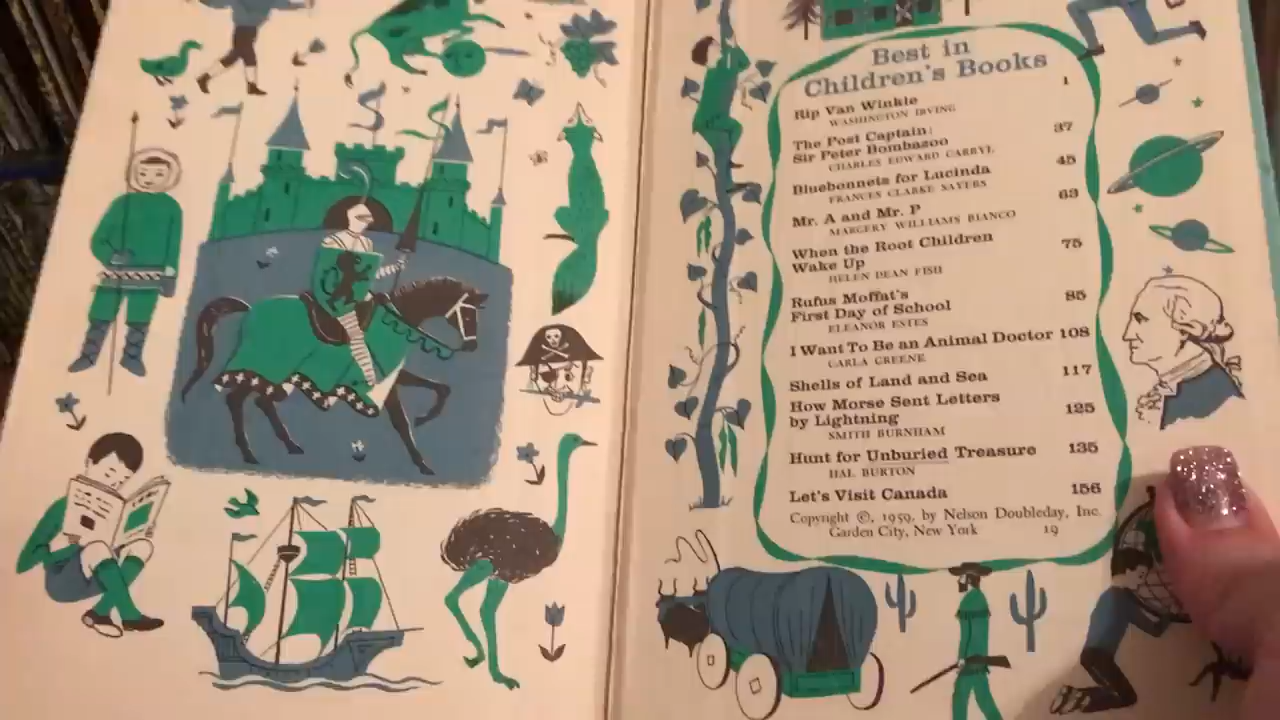 Best in
Children's Books
Rip Van Winkle 1
WASHINGTON IRVING
The Post Captain:
Sir Peter Bombazoo 37
CHARLES EDWARD CARRYL
Bluebonnets for Lucinda 45
FRANCES CLARKE SAYERS
Mr. A and Mr. P 63
MARGERY WILLIAMS BIANCO
When the Root Children
Wake Up 75
HELEN DEAN FISH
Rufus Moffat's
First Day of School 85
ELEANOR ESTES
I Want To Be an Animal Doctor 108
CARLA GREENE
Shells of Land and Sea 117
How Morse Sent Letters
by Lightning 125
SMITH BURNHAM
Hunt for Unburied Treasure 135
HAL BURTON
Let's Visit Canada 156
Copyright ©, 1959, by Nelson Doubleday, Inc.
Garden City, New York 19